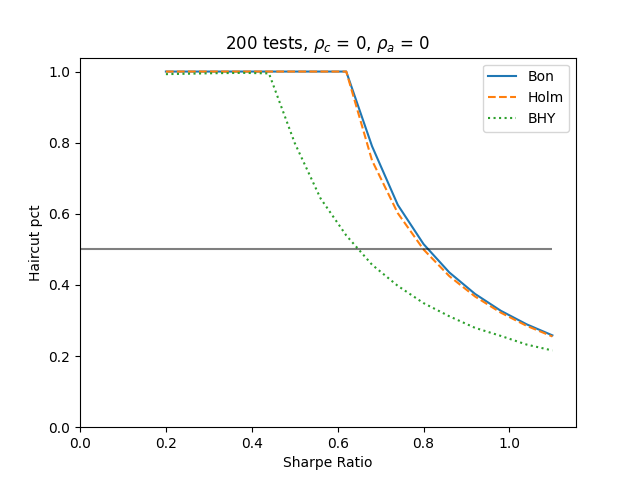 200 tests, ρc = 0, ρa = 0
Bon
Holm
BHY
Haircut pct
1.0
0.8
0.6
0.4
0.2
0.0
0.0 0.2 0.4 0.6 0.8 1.0
Sharpe Ratio